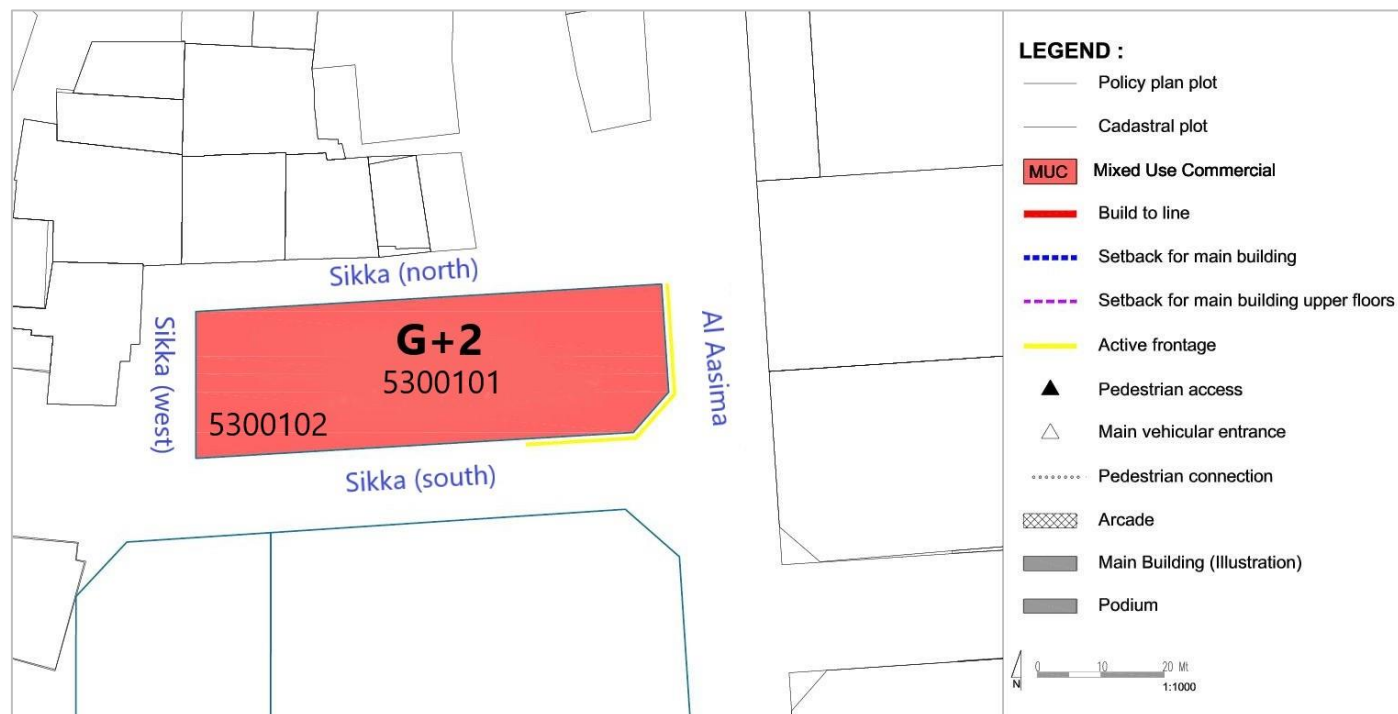 Sikka (north)
G+2
5300101
5300102
Sikka (west)
Al Aasima
Sikka (south)
LEGEND :
Policy plan plot
Cadastral plot
MUC Mixed Use Commercial
Build to line
Setback for main building
Setback for main building upper floors
Active frontage
Pedestrian access
Main vehicular entrance
Pedestrian connection
Arcade
Main Building (Illustration)
Podium
N
0 10 20 Mt
1:1000